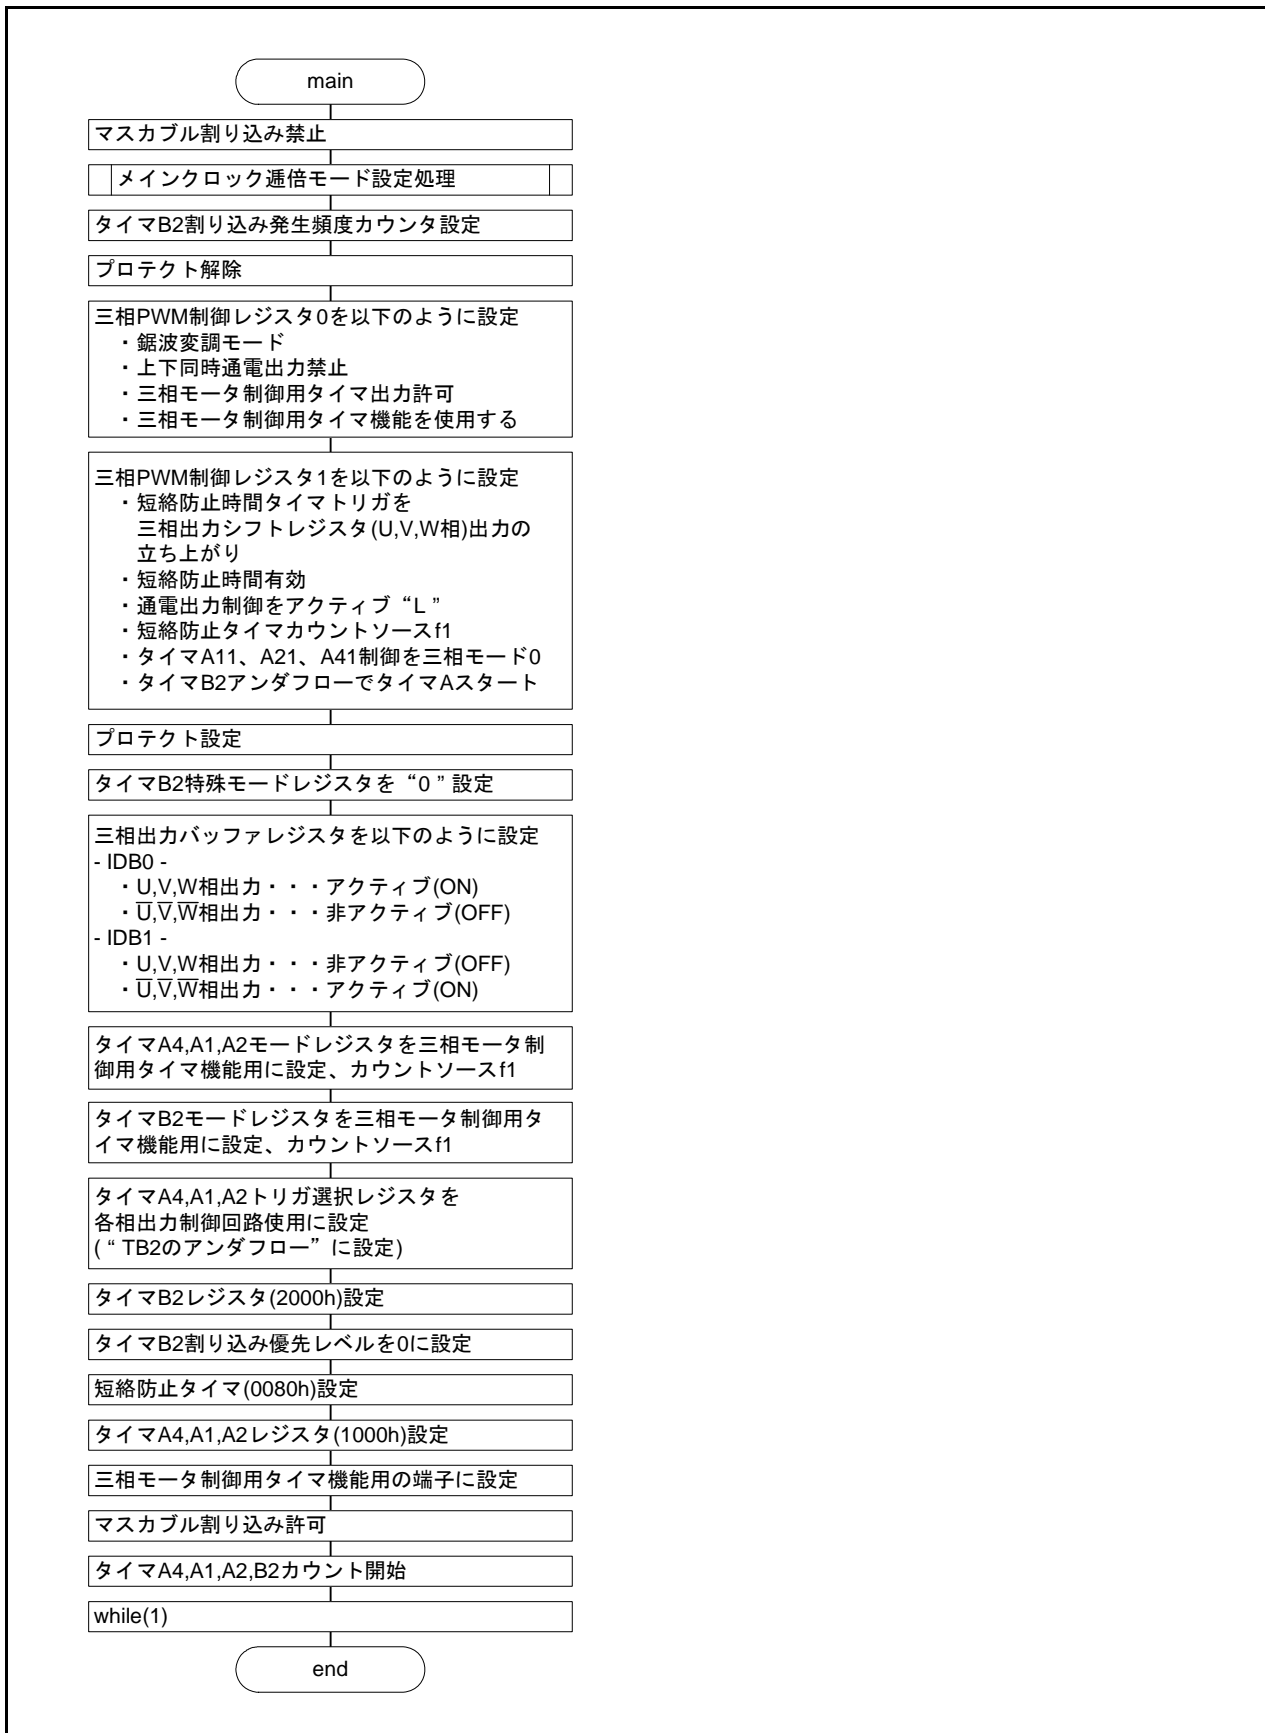 main
マスカブル割り込み禁止
メインクロック逓倍モード設定処理
タイマB2割り込み発生頻度カウンタ設定
プロテクト解除
三相PWM制御レジスタ0を以下のように設定
・鋸波変調モード
・上下同時通電出力禁止
・三相モータ制御用タイマ出力許可
・三相モータ制御用タイマ機能を使用する
三相PWM制御レジスタ1を以下のように設定
・短絡防止時間タイマトリガを
三相出力シフトレジスタ(U,V,W相)出力の
立ち上がり
・短絡防止時間有効
・通電出力制御をアクティブ“L ”
・短絡防止タイマカウントソースf1
・タイマA11、A21、A41制御を三相モード0
・タイマB2アンダフローでタイマAスタート
プロテクト設定
タイマB2特殊モードレジスタを“0 ” 設定
三相出力バッファレジスタを以下のように設定
- IDB0 -
・U,V,W相出力・・・アクティブ(ON)
・U̅,V̅,W̅相出力・・・非アクティブ(OFF)
- IDB1 -
・U,V,W相出力・・・非アクティブ(OFF)
・U̅,V̅,W̅相出力・・・アクティブ(ON)
タイマA4,A1,A2モードレジスタを三相モータ制
御用タイマ機能用に設定、カウントソースf1
タイマB2モードレジスタを三相モータ制御用タ
イマ機能用に設定、カウントソースf1
タイマA4,A1,A2トリガ選択レジスタを
各相出力制御回路使用に設定
( “ TB2のアンダフロー” に設定)
タイマB2レジスタ(2000h)設定
タイマB2割り込み優先レベルを0に設定
短絡防止タイマ(0080h)設定
タイマA4,A1,A2レジスタ(1000h)設定
三相モータ制御用タイマ機能用の端子に設定
マスカブル割り込み許可
タイマA4,A1,A2,B2カウント開始
while(1)
end